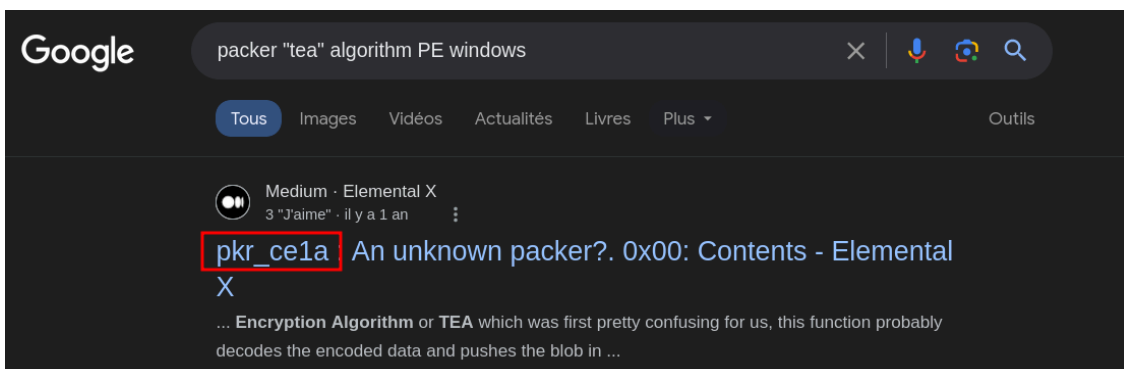 Google
packer "tea" algorithm PE windows
Tous Images Vidéos Actualités Livres Plus Outils
Medium · Elemental X
3 "J'aime" · il y a 1 an
pkr_ce1a : An unknown packer?. 0x00: Contents - Elemental
X
... Encryption Algorithm or TEA which was first pretty confusing for us, this function probably
decodes the encoded data and pushes the blob in ...